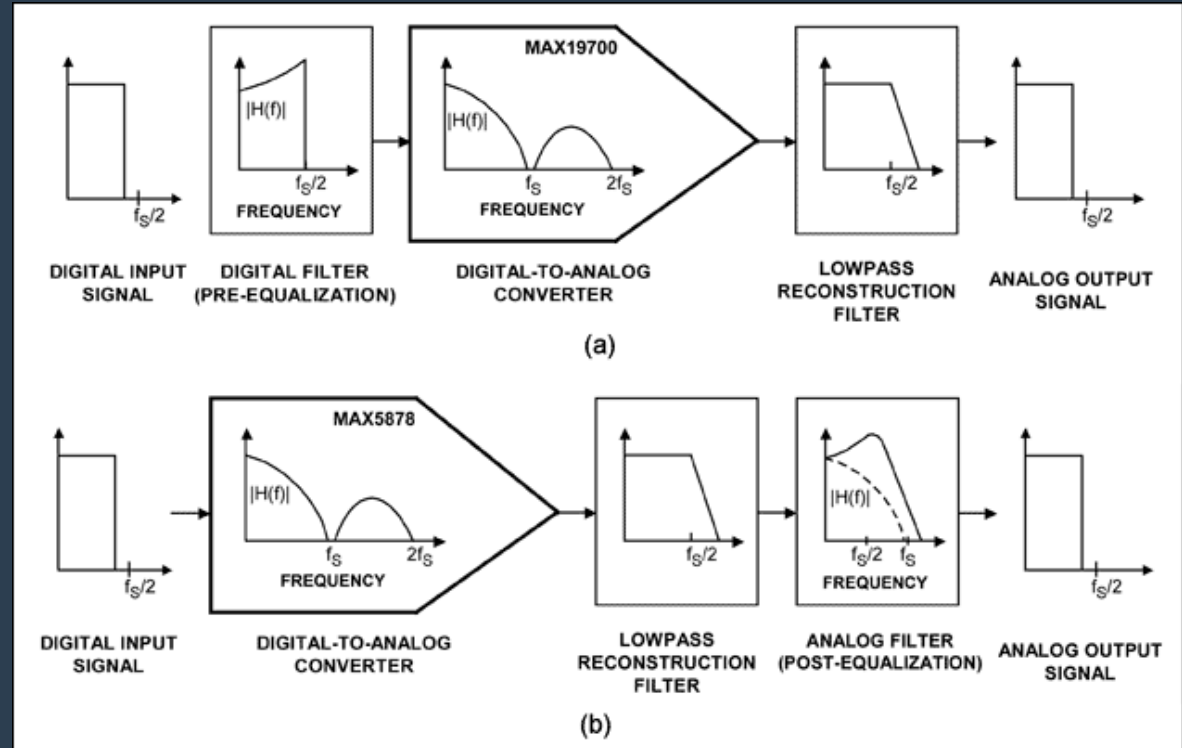 MAX19700
|H(f)|
|H(f)|
fS/2
fS/2
FREQUENCY
fS
2fS
FREQUENCY
fS/2
fS/2
DIGITAL INPUT
SIGNAL
DIGITAL FILTER
(PRE-EQUALIZATION)
DIGITAL-TO-ANALOG
CONVERTER
LOWPASS
RECONSTRUCTION
FILTER
ANALOG OUTPUT
SIGNAL
(a)
MAX5878
|H(f)|
|H(f)|
fS/2
fS
2fS
FREQUENCY
fS/2
fS/2
fS
FREQUENCY
fS/2
DIGITAL INPUT
SIGNAL
DIGITAL-TO-ANALOG
CONVERTER
LOWPASS
RECONSTRUCTION
FILTER
ANALOG FILTER
(POST-EQUALIZATION)
ANALOG OUTPUT
SIGNAL
(b)